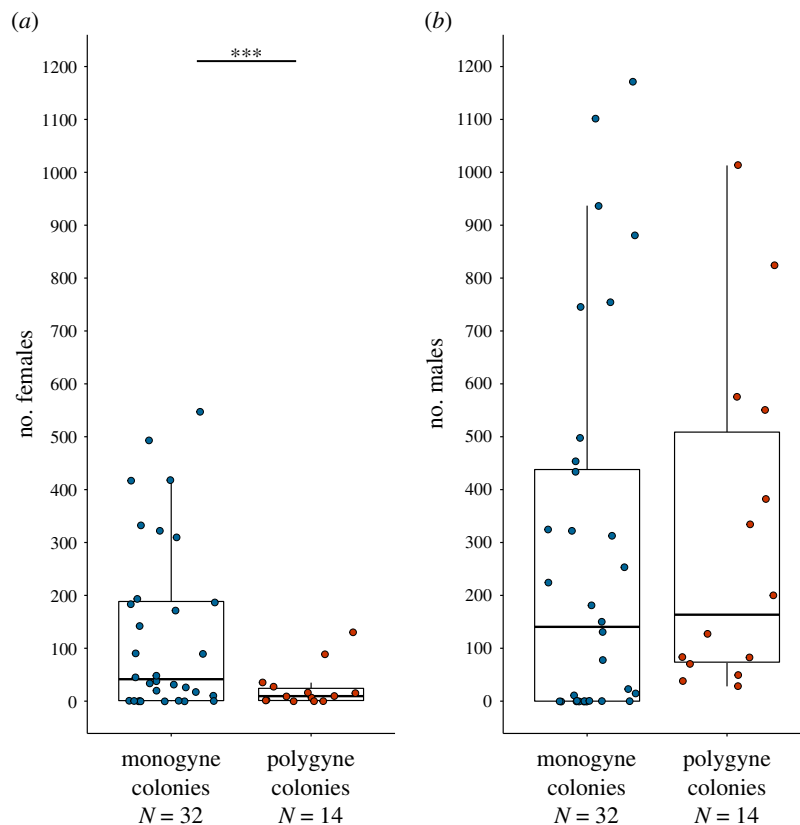 (a)
***
1200
1100
1000
900
800
700
600
500
400
300
200
100
0
no. females
monogyne
colonies
N = 32
polygyne
colonies
N = 14
(b)
1200
1100
1000
900
800
700
600
500
400
300
200
100
0
no. males
monogyne
colonies
N = 32
polygyne
colonies
N = 14